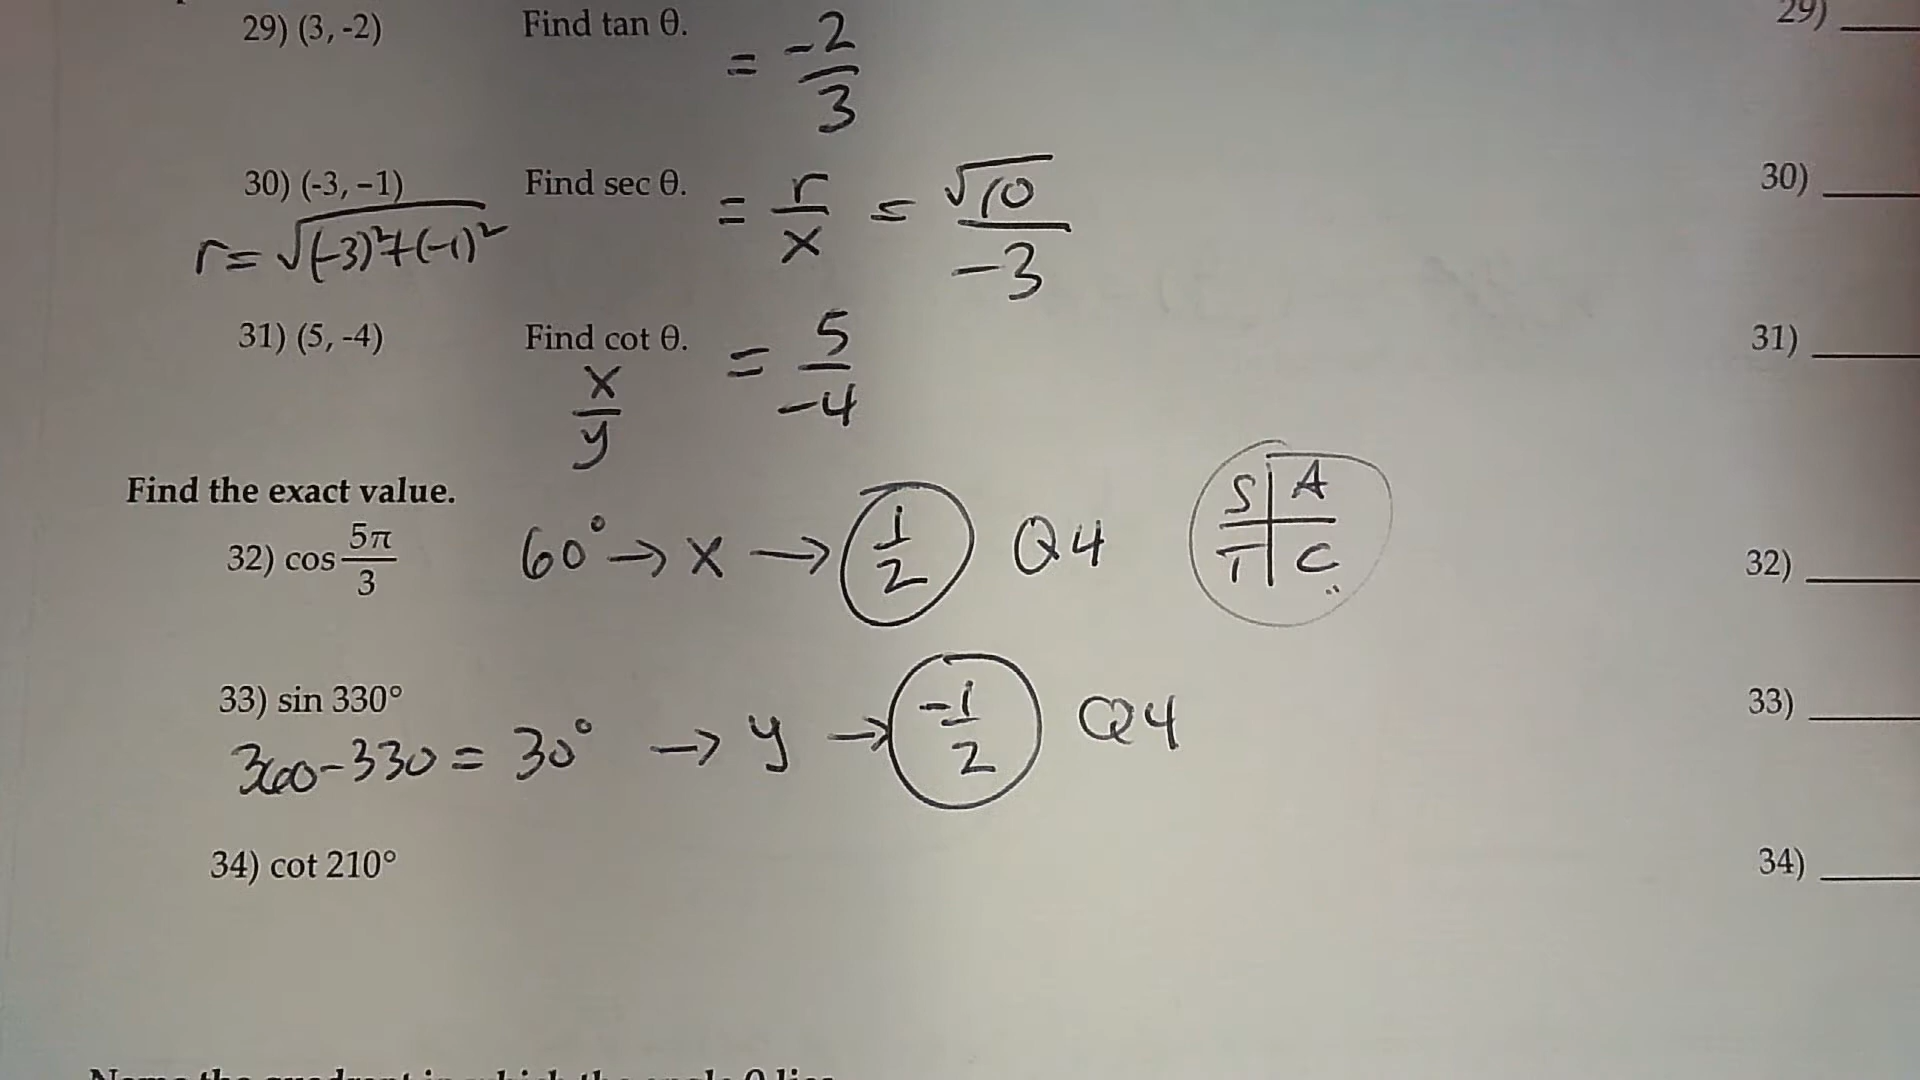 29) (3, -2) Find tan θ. = -2/3 29)
30) (-3, -1) Find sec θ. = r/x = √10/-3 30)
r = √(-3)²+(-1)²
31) (5, -4) Find cot θ. = 5/-4 31)
x/y
Find the exact value.
32) cos 5π/3 60° → x → 1/2 Q4 S A T C 32)
33) sin 330° 33)
360-330 = 30° → y → -1/2 Q4
34) cot 210° 34)